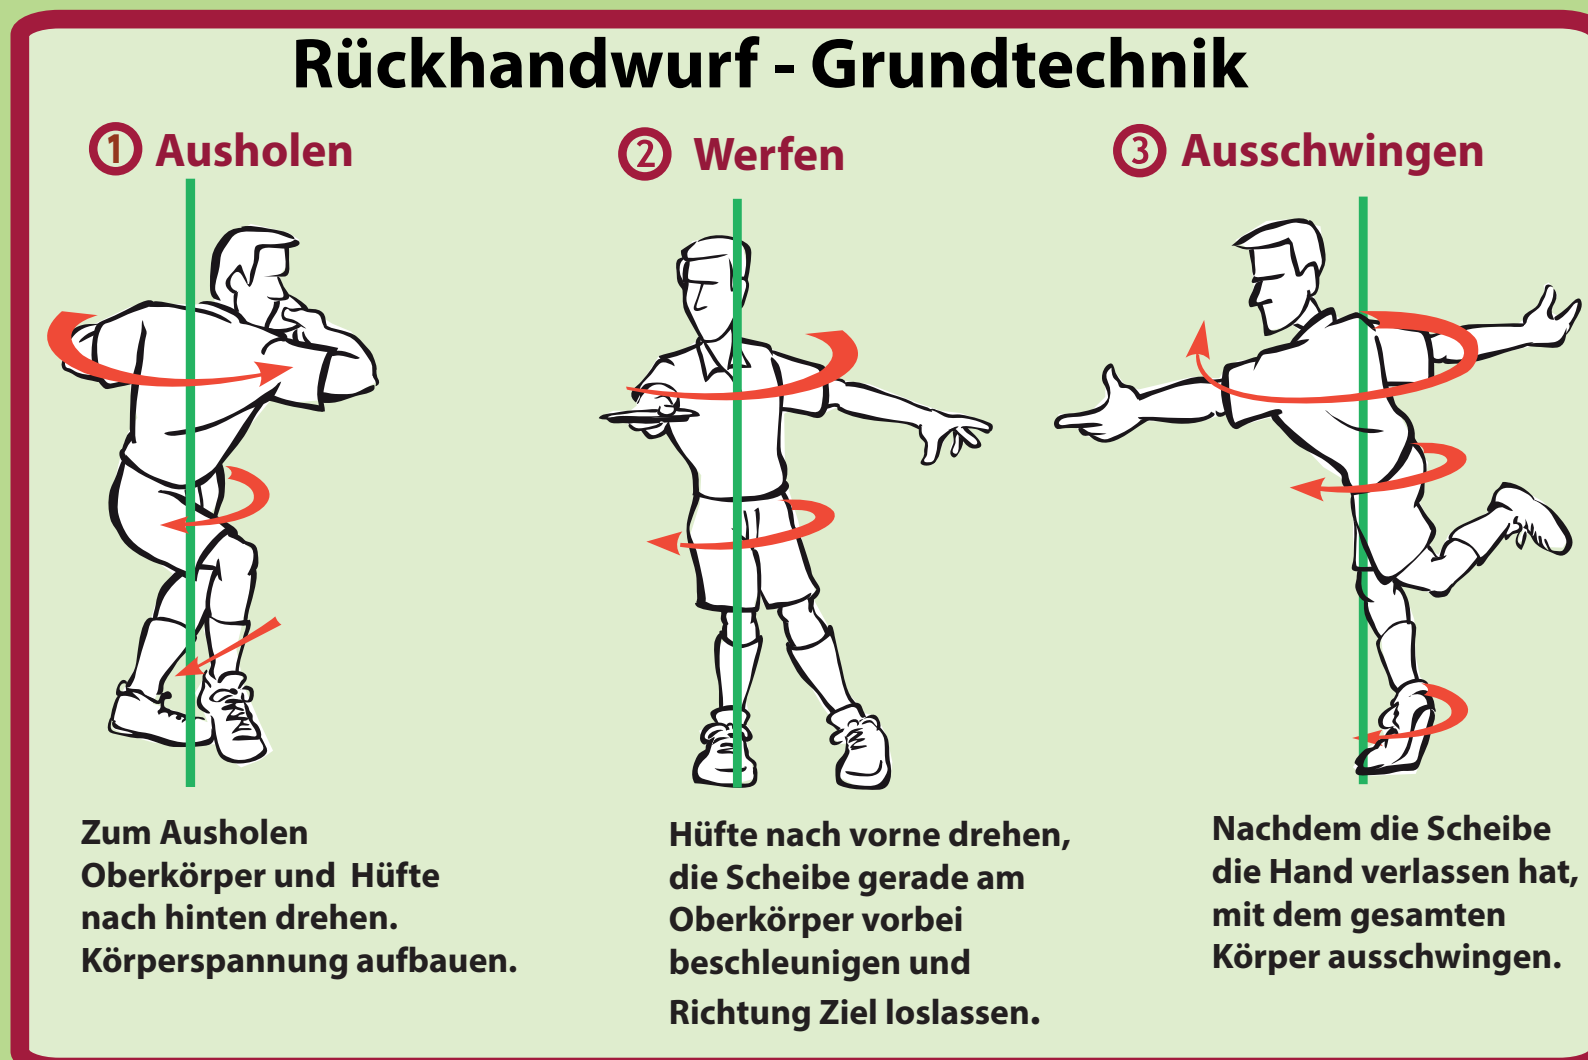 Rückhandwurf - Grundtechnik
1 Ausholen
2 Werfen
3 Ausschwingen
Zum Ausholen
Oberkörper und Hüfte
nach hinten drehen.
Körperspannung aufbauen.
Hüfte nach vorne drehen,
die Scheibe gerade am
Oberkörper vorbei
beschleunigen und
Richtung Ziel loslassen.
Nachdem die Scheibe
die Hand verlassen hat,
mit dem gesamten
Körper ausschwingen.